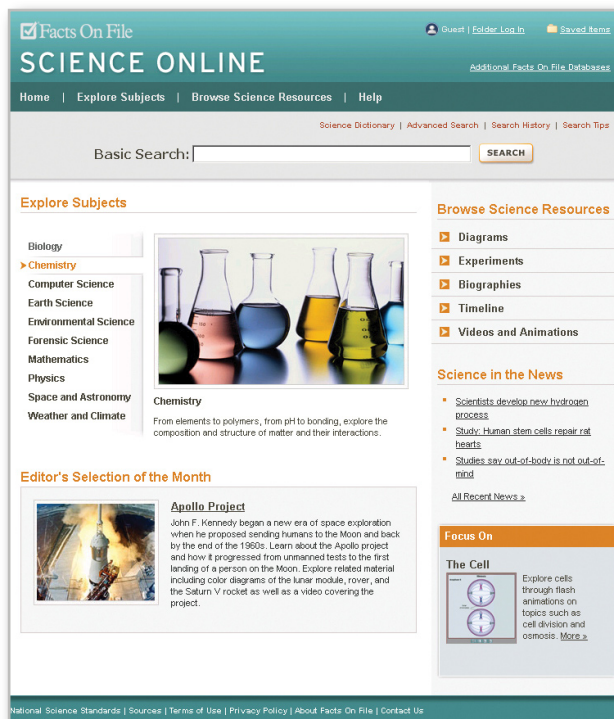 Facts On File
SCIENCE ONLINE
Guest | Folder Log In
Saved Items
Additional Facts On File Databases
Home | Explore Subjects | Browse Science Resources | Help
Science Dictionary | Advanced Search | Search History | Search Tips
Basic Search:
SEARCH
Explore Subjects
Biology
Chemistry
Computer Science
Earth Science
Environmental Science
Forensic Science
Mathematics
Physics
Space and Astronomy
Weather and Climate
Chemistry
From elements to polymers, from pH to bonding, explore the
composition and structure of matter and their interactions.
Editor's Selection of the Month
Apollo Project
John F. Kennedy began a new era of space exploration
when he proposed sending humans to the Moon and back
by the end of the 1960s. Learn about the Apollo project
and how it progressed from unmanned tests to the first
landing of a person on the Moon. Explore related material
including color diagrams of the lunar module, rover, and
the Saturn V rocket as well as a video covering the
project.
Browse Science Resources
Diagrams
Experiments
Biographies
Timeline
Videos and Animations
Science in the News
Scientists develop new hydrogen
process
Study: Human stem cells repair rat
hearts
Studies say out-of-body is not out-of-
mind
All Recent News »
Focus On
The Cell
Explore cells
through flash
animations on
topics such as
cell division and
osmosis. More »
National Science Standards | Sources | Terms of Use | Privacy Policy | About Facts On File | Contact Us